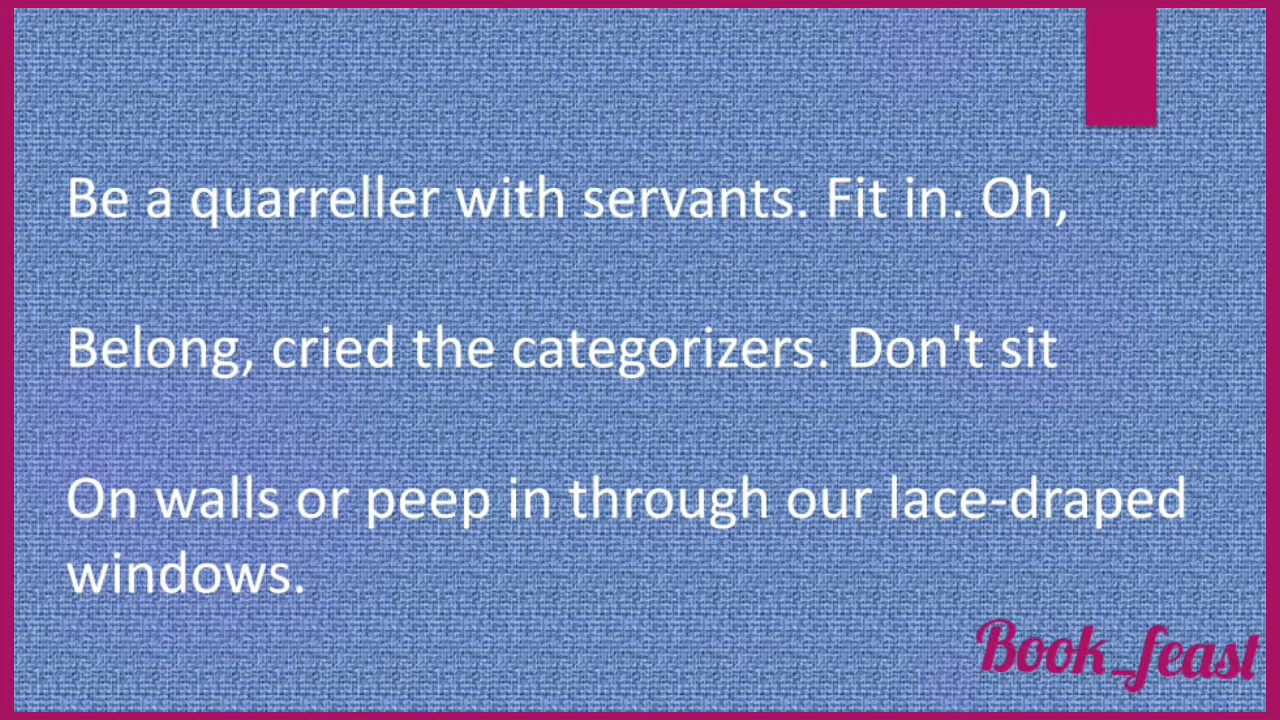 Be a quarreller with servants. Fit in. Oh,
Belong, cried the categorizers. Don't sit
On walls or peep in through our lace-draped
windows.
Book_feast